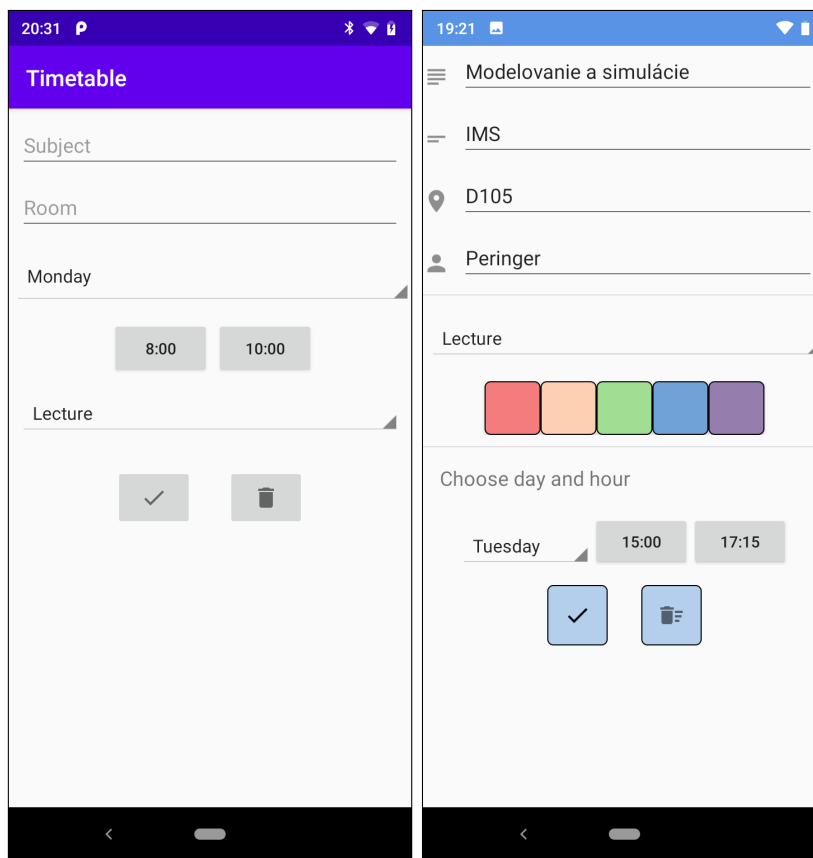 20:31
Timetable
Subject
Room
Monday
8:00 10:00
Lecture
19:21
Modelovanie a simulácie
IMS
D105
Peringer
Lecture
Choose day and hour
Tuesday 15:00 17:15